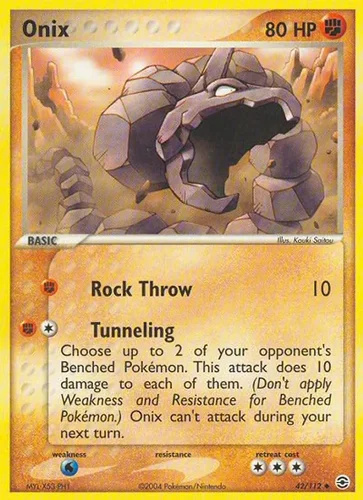 Onix 80 HP
BASIC Illus. Kouki Saitou
Rock Throw 10
Tunneling
Choose up to 2 of your opponent's
Benched Pokémon. This attack does 10
damage to each of them. (Don't apply
Weakness and Resistance for Benched
Pokémon.) Onix can't attack during your
next turn.
weakness resistance retreat cost
©2004 Pokémon/Nintendo 42/112